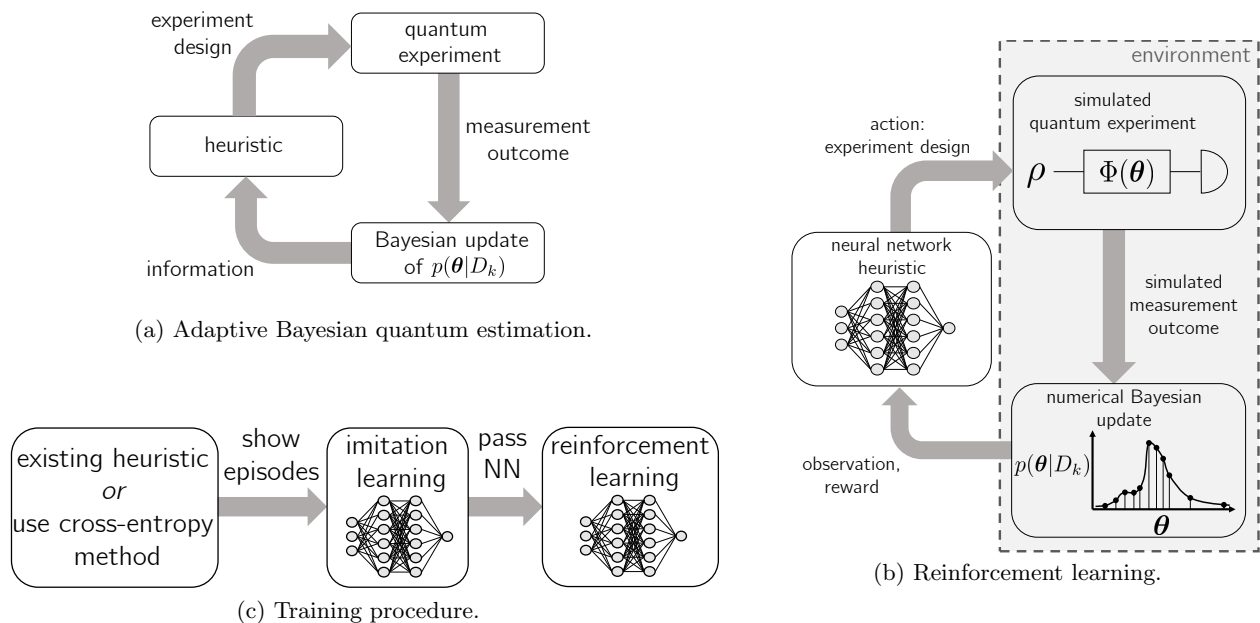 experiment
design
quantum
experiment
heuristic
measurement
outcome
information
Bayesian update
of p(θ|D_k)
(a) Adaptive Bayesian quantum estimation.
environment
simulated
quantum experiment
ρ Φ(θ)
action:
experiment design
neural network
heuristic
simulated
measurement
outcome
numerical Bayesian
update
p(θ|D_k)
θ
observation,
reward
(b) Reinforcement learning.
existing heuristic
or
use cross-entropy
method
show
episodes
imitation
learning
pass
NN
reinforcement
learning
(c) Training procedure.